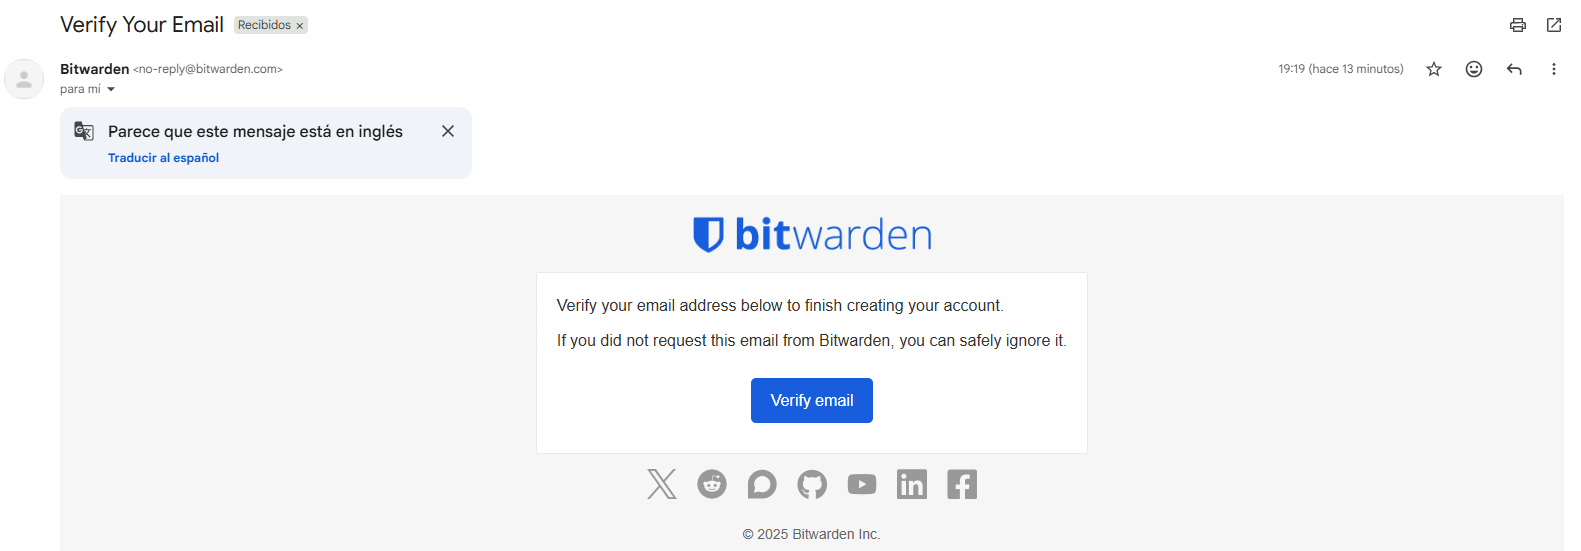 Verify Your Email Recibidos ×
Bitwarden <no-reply@bitwarden.com> 19:19 (hace 13 minutos)
para mí
Parece que este mensaje está en inglés
Traducir al español
bitwarden
Verify your email address below to finish creating your account.
If you did not request this email from Bitwarden, you can safely ignore it.
Verify email
© 2025 Bitwarden Inc.